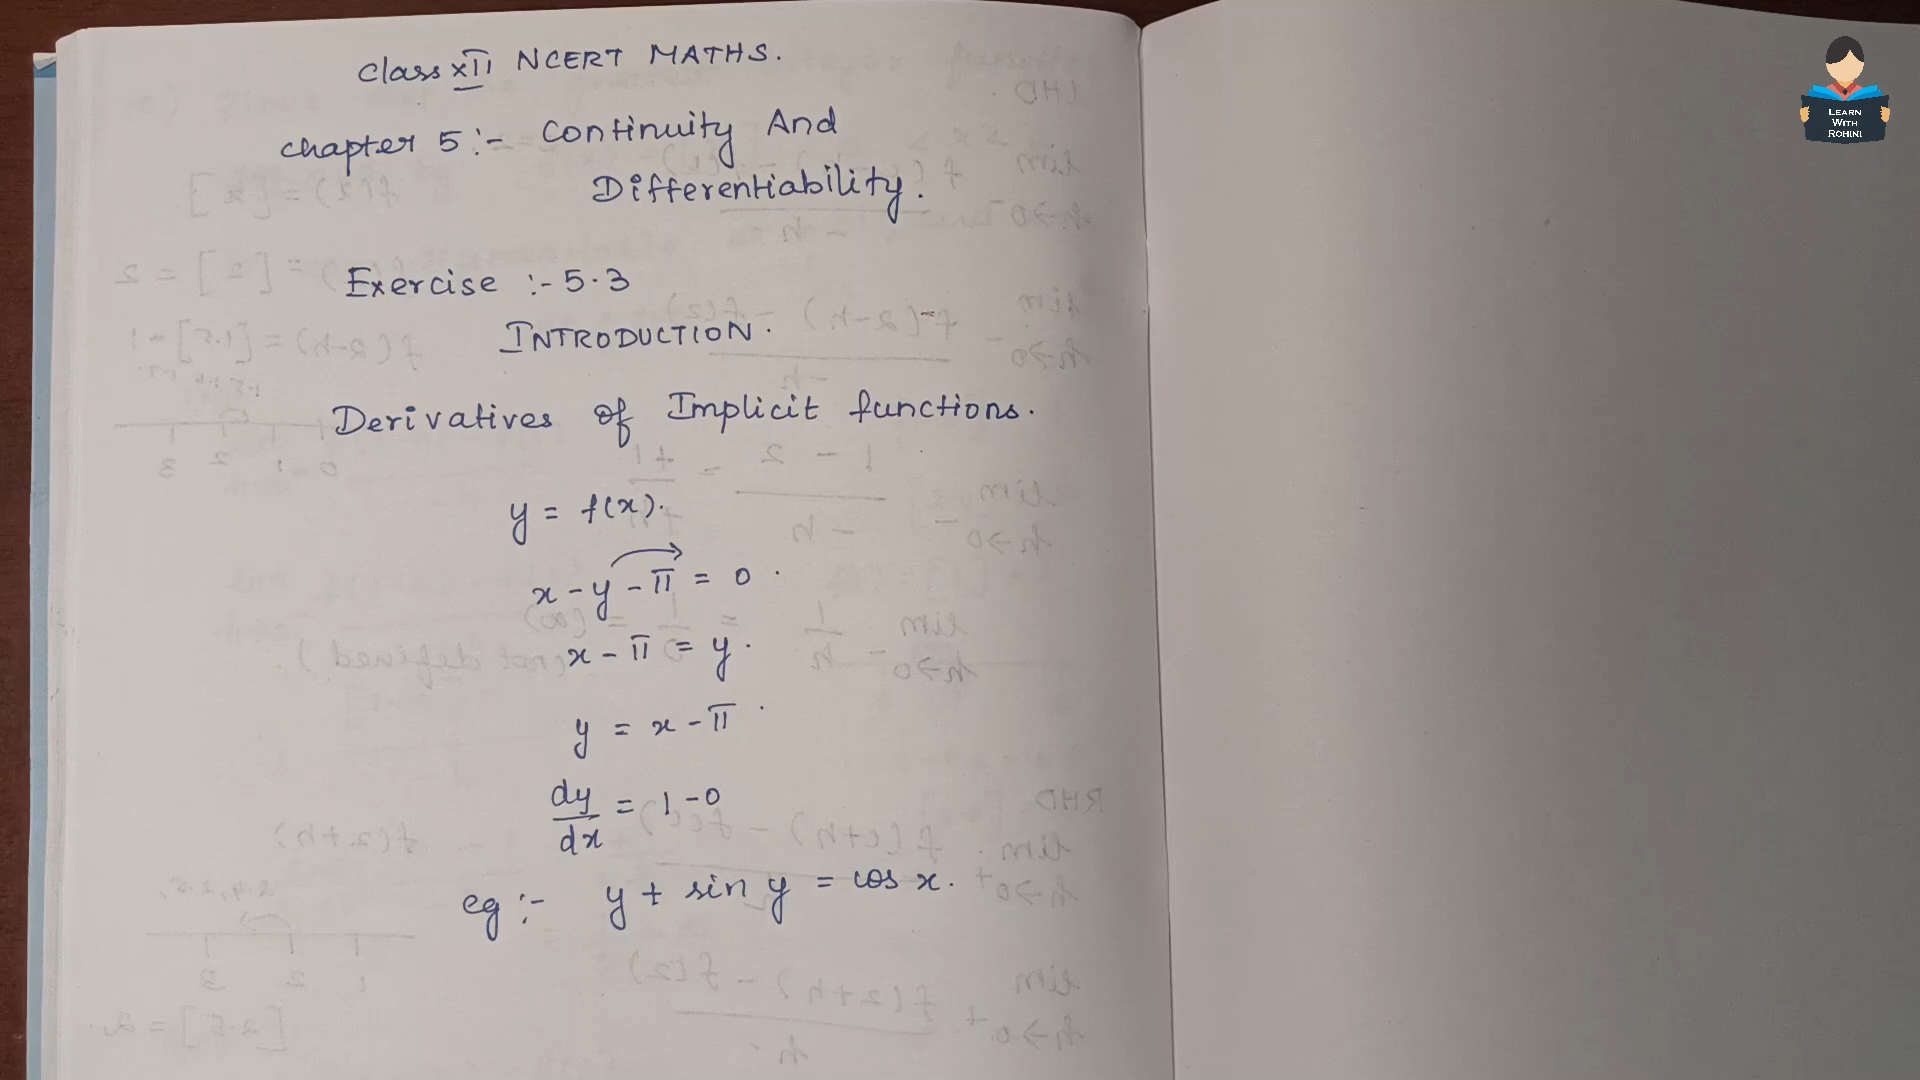 Class XII NCERT MATHS.
Chapter 5 :- Continuity And
Differentiability.
Exercise :- 5.3
INTRODUCTION.
Derivatives of Implicit functions.
y = f(x).
x - y - π = 0.
x - π = y.
y = x - π.
dy/dx = 1 - 0
eg :- y + sin y = cos x.
LEARN
WITH
ROHINI